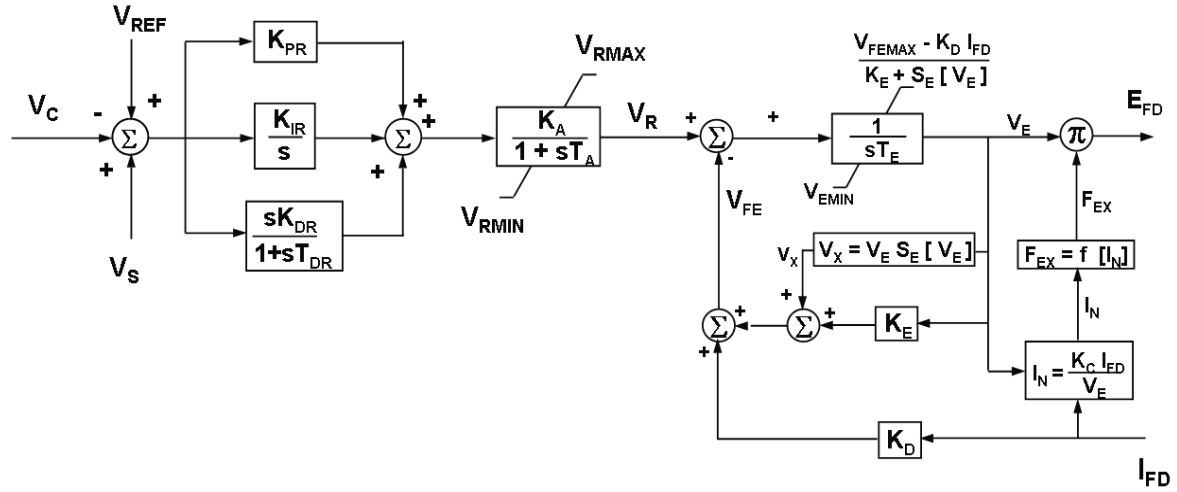 V_REF
V_C
-
+
Σ
+
V_S
K_PR
K_IR
s
sK_DR
1+sT_DR
+
+
Σ
+
V_RMAX
K_A
1 + sT_A
V_RMIN
V_R
+
Σ
-
+
V_FEMAX - K_D I_FD
K_E + S_E [ V_E ]
1
sT_E
V_EMIN
V_E
π
E_FD
F_EX
F_EX = f [I_N]
I_N
I_N = K_C I_FD
V_E
V_FE
V_X
V_X = V_E S_E [ V_E ]
+
Σ
+
+
Σ
+
K_E
K_D
I_FD